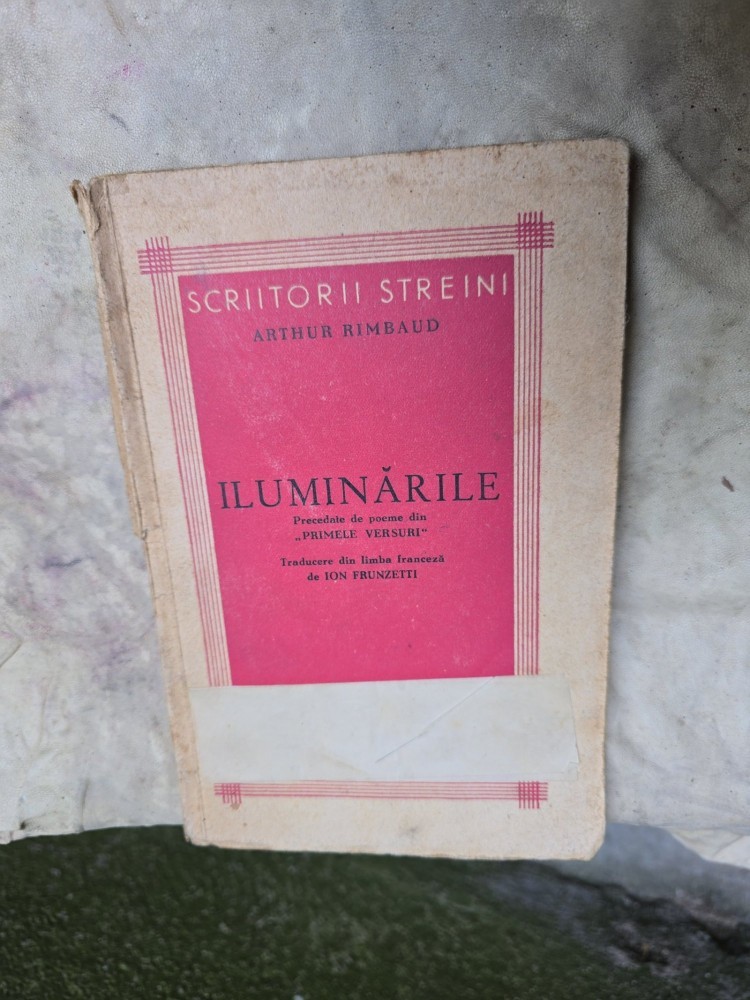 SCRIITORII STREINI
ARTHUR RIMBAUD
ILUMINĂRILE
Precedate de poeme din
„PRIMELE VERSURI“
Traducere din limba franceză
de ION FRUNZETTI